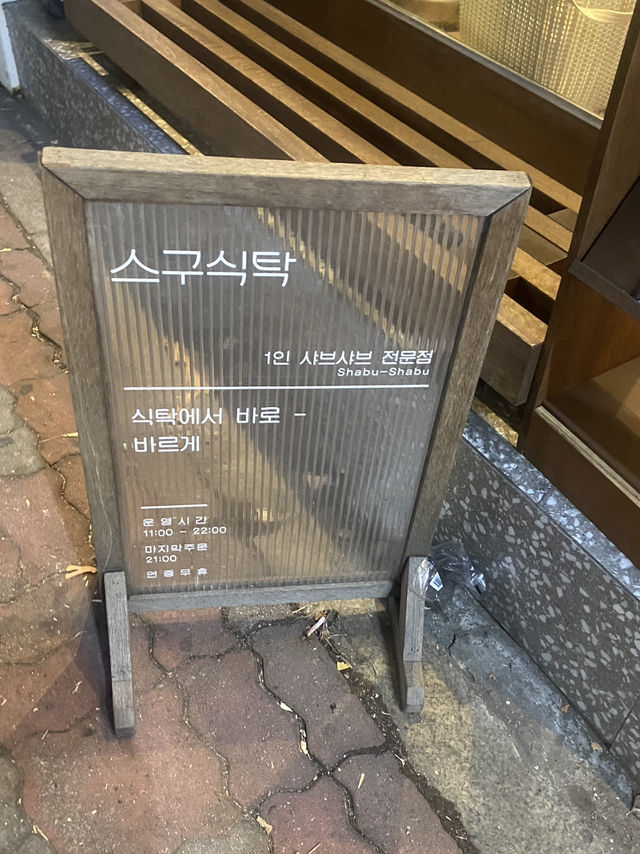 스구식탁
1인 샤브샤브 전문점
Shabu-Shabu
식탁에서 바로 -
바르게
운영시간
11:00 - 22:00
마지막주문
21:00
연중무휴